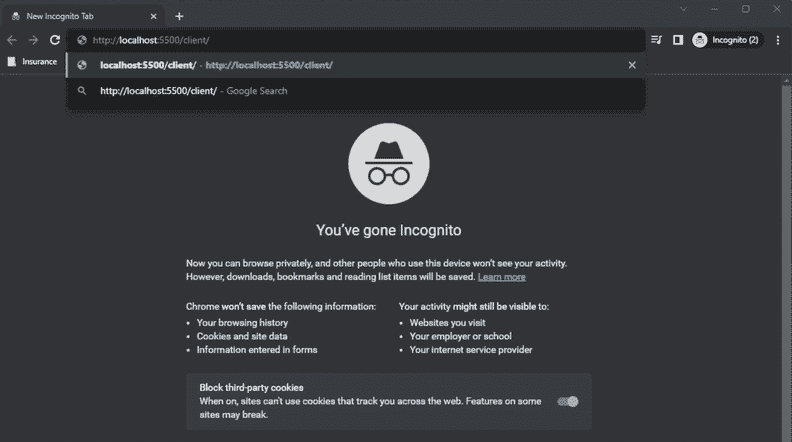 New Incognito Tab
http://localhost:5500/client/
Incognito (2)
Insurance
localhost:5500/client/ - http://localhost:5500/client/
http://localhost:5500/client/ - Google Search
You've gone Incognito
Now you can browse privately, and other people who use this device won't see your activity.
However, downloads, bookmarks and reading list items will be saved. Learn more
Chrome won't save the following information:
Your browsing history
Cookies and site data
Information entered in forms
Your activity might still be visible to:
Websites you visit
Your employer or school
Your internet service provider
Block third-party cookies
When on, sites can't use cookies that track you across the web. Features on some
sites may break.